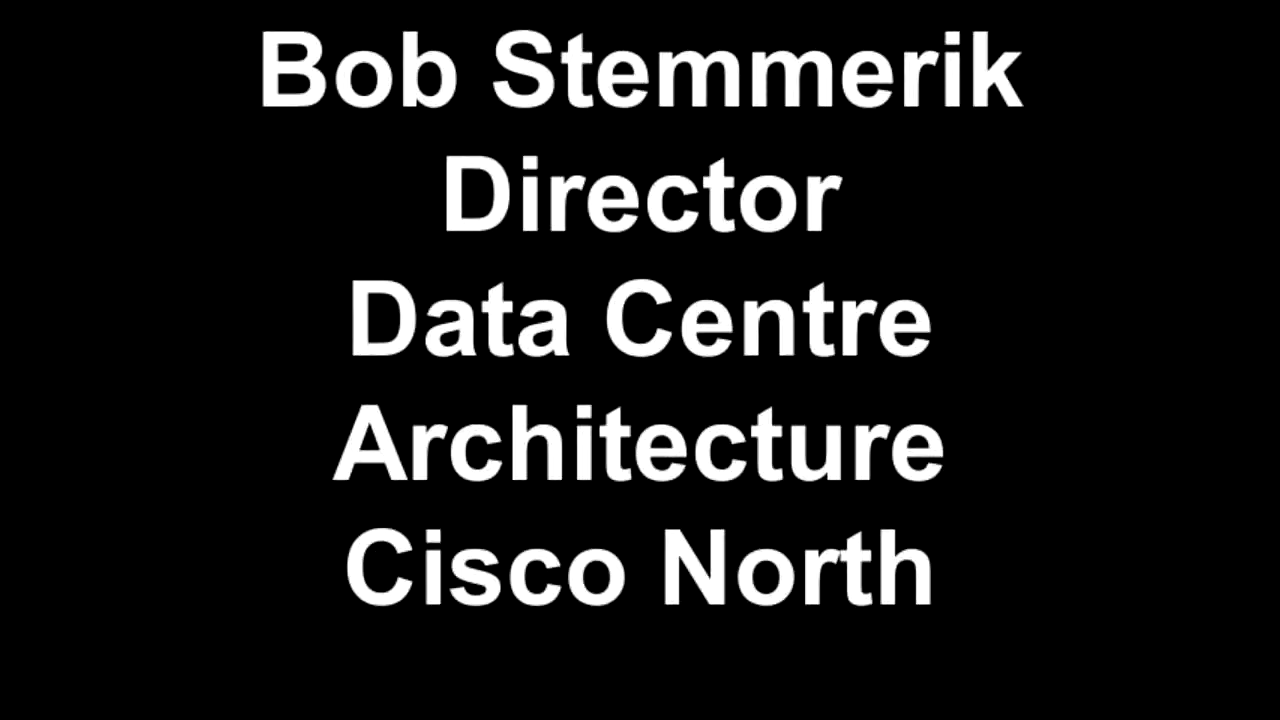 Bob Stemmerik
Director
Data Centre
Architecture
Cisco North